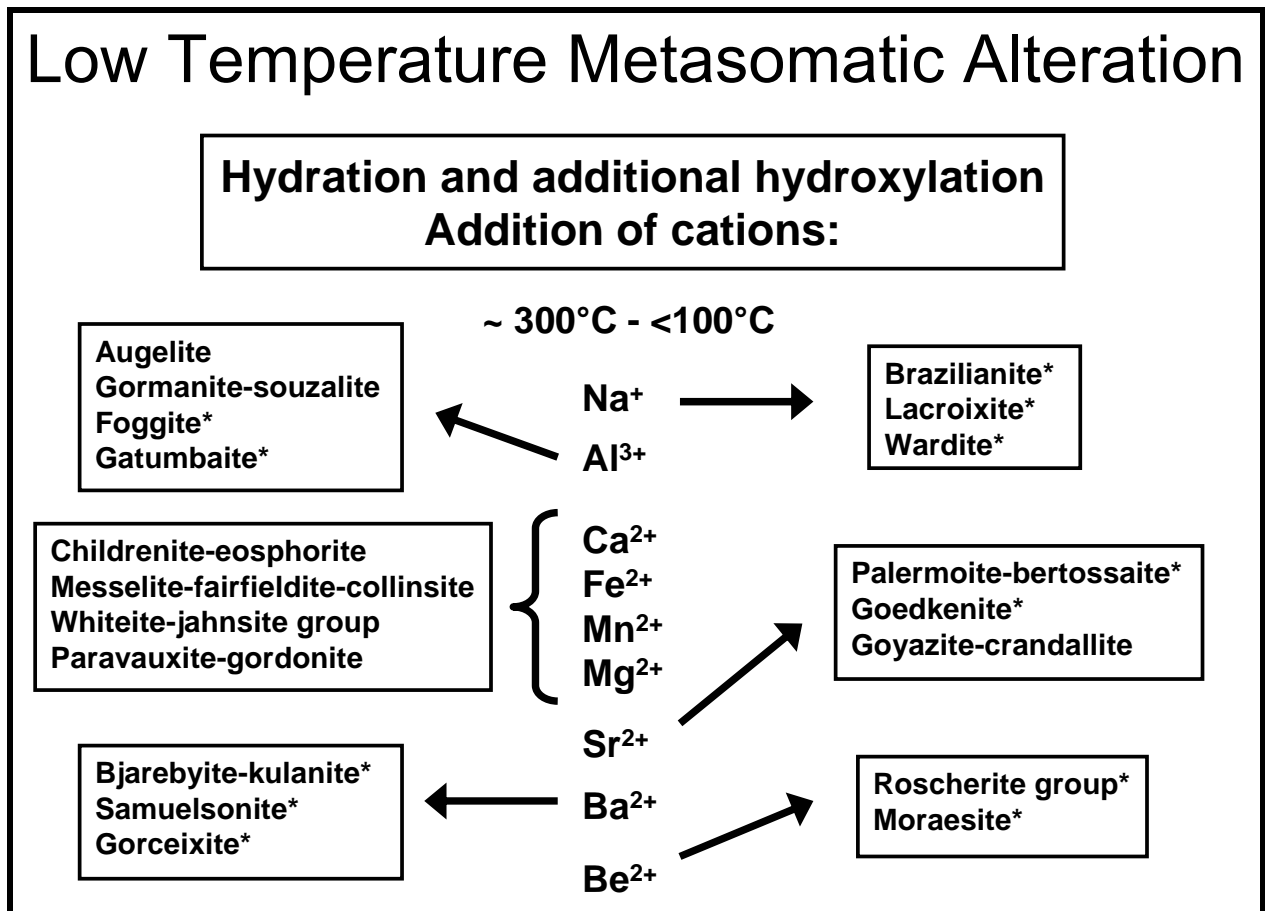 Low Temperature Metasomatic Alteration
Hydration and additional hydroxylation
Addition of cations:
~ 300°C - <100°C
Augelite
Gormanite-souzalite
Foggite*
Gatumbaite*
Na⁺
Al³⁺
Brazilianite*
Lacroixite*
Wardite*
Childrenite-eosphorite
Messelite-fairfieldite-collinsite
Whiteite-jahnsite group
Paravauxite-gordonite
Ca²⁺
Fe²⁺
Mn²⁺
Mg²⁺
Palermoite-bertossaite*
Goedkenite*
Goyazite-crandallite
Sr²⁺
Bjarebyite-kulanite*
Samuelsonite*
Gorceixite*
Ba²⁺
Be²⁺
Roscherite group*
Moraesite*